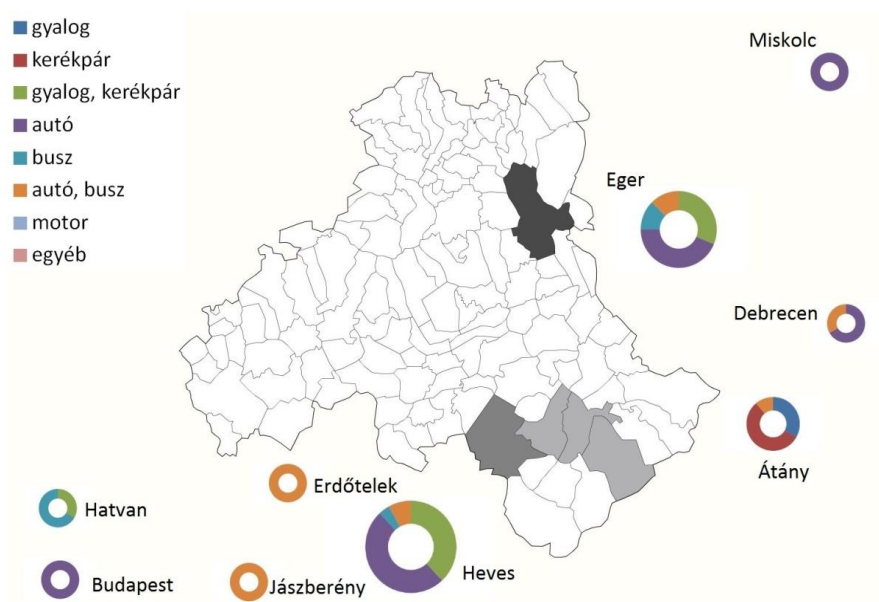 gyalog
kerékpár
gyalog, kerékpár
autó
busz
autó, busz
motor
egyéb
Miskolc
Eger
Debrecen
Átány
Erdőtelek
Hatvan
Heves
Budapest
Jászberény